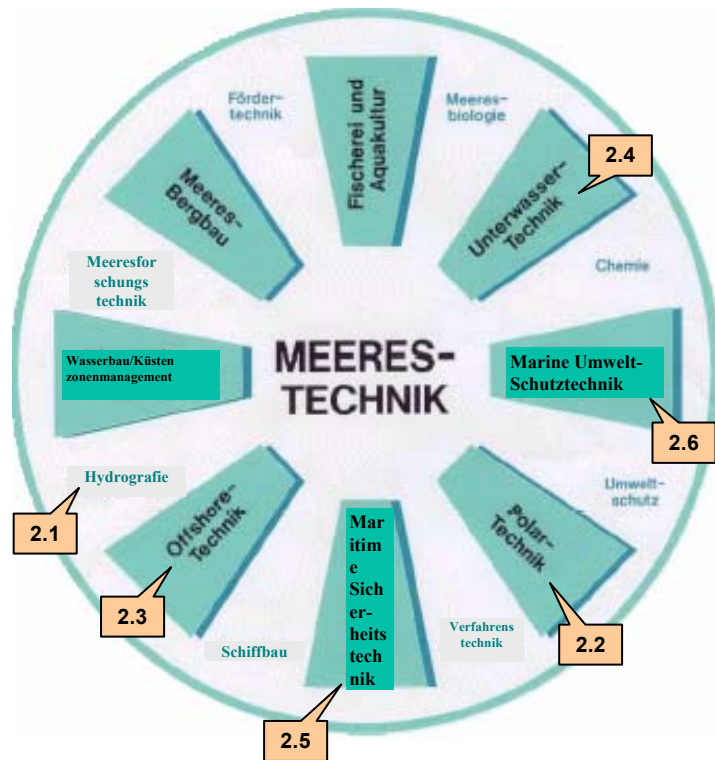 Förder-
technik
Fischerei und
Aquakultur
Meeres-
biologie
2.4
Meeres-
Bergbau
Unterwasser-
Technik
Meeresfor
schungs
technik
Chemie
Wasserbau/Küsten
zonenmanagement
MEERES-
TECHNIK
Marine Umwelt-
Schutztechnik
2.6
Hydrografie
2.1
Offshore-
Technik
2.3
Mar
itim
e
Sich
er-
heits
tech
nik
Polar-
Technik
Umwelt-
schutz
2.2
Schiffbau
Verfahrens
technik
2.5